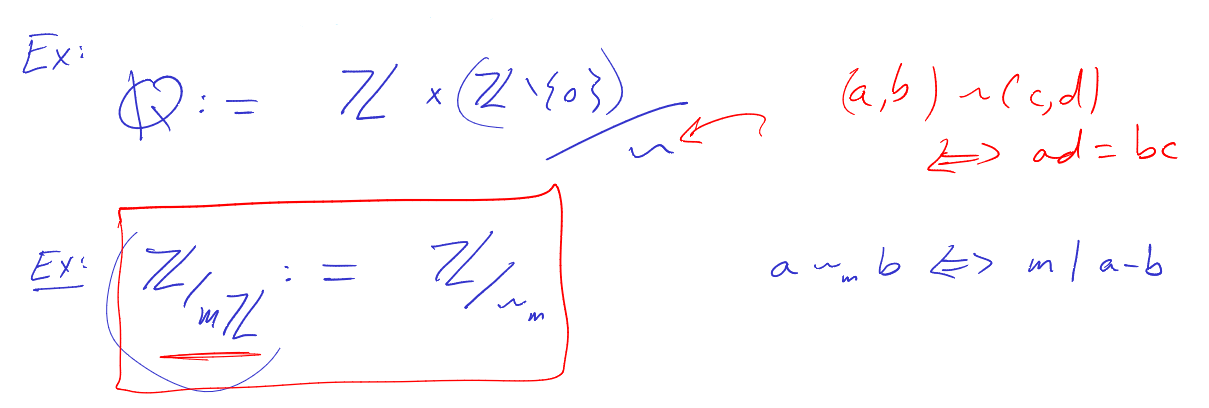 Ex: ℚ := ℤ × (ℤ \ {0}) / ~ (a,b) ~ (c,d)
⟺ ad = bc
Ex: ℤ/mℤ := ℤ/~ₘ a ~ₘ b ⟺ m | a-b